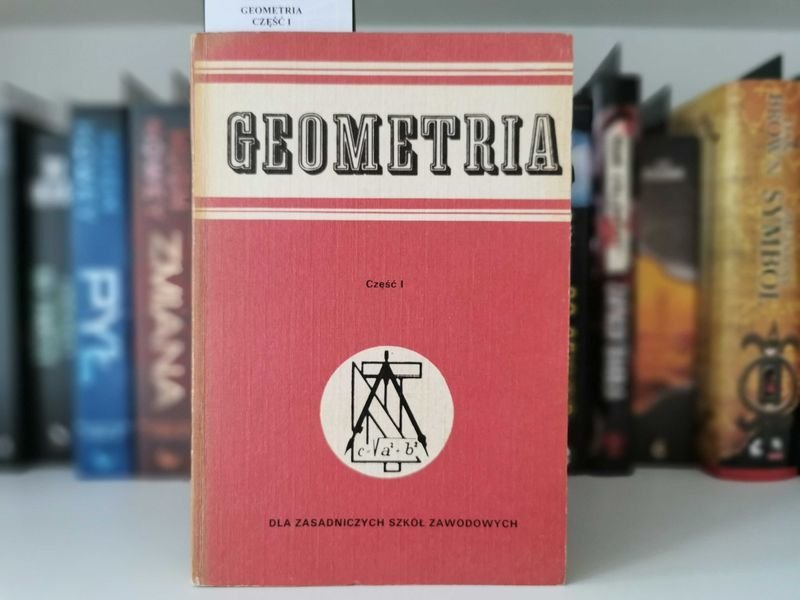 GEOMETRIA
CZĘŚĆ I
GEOMETRIA
Część I
c=√a²+b²
DLA ZASADNICZYCH SZKÓŁ ZAWODOWYCH
PYŁ
ZMIANA
BROWN
SYMBOL